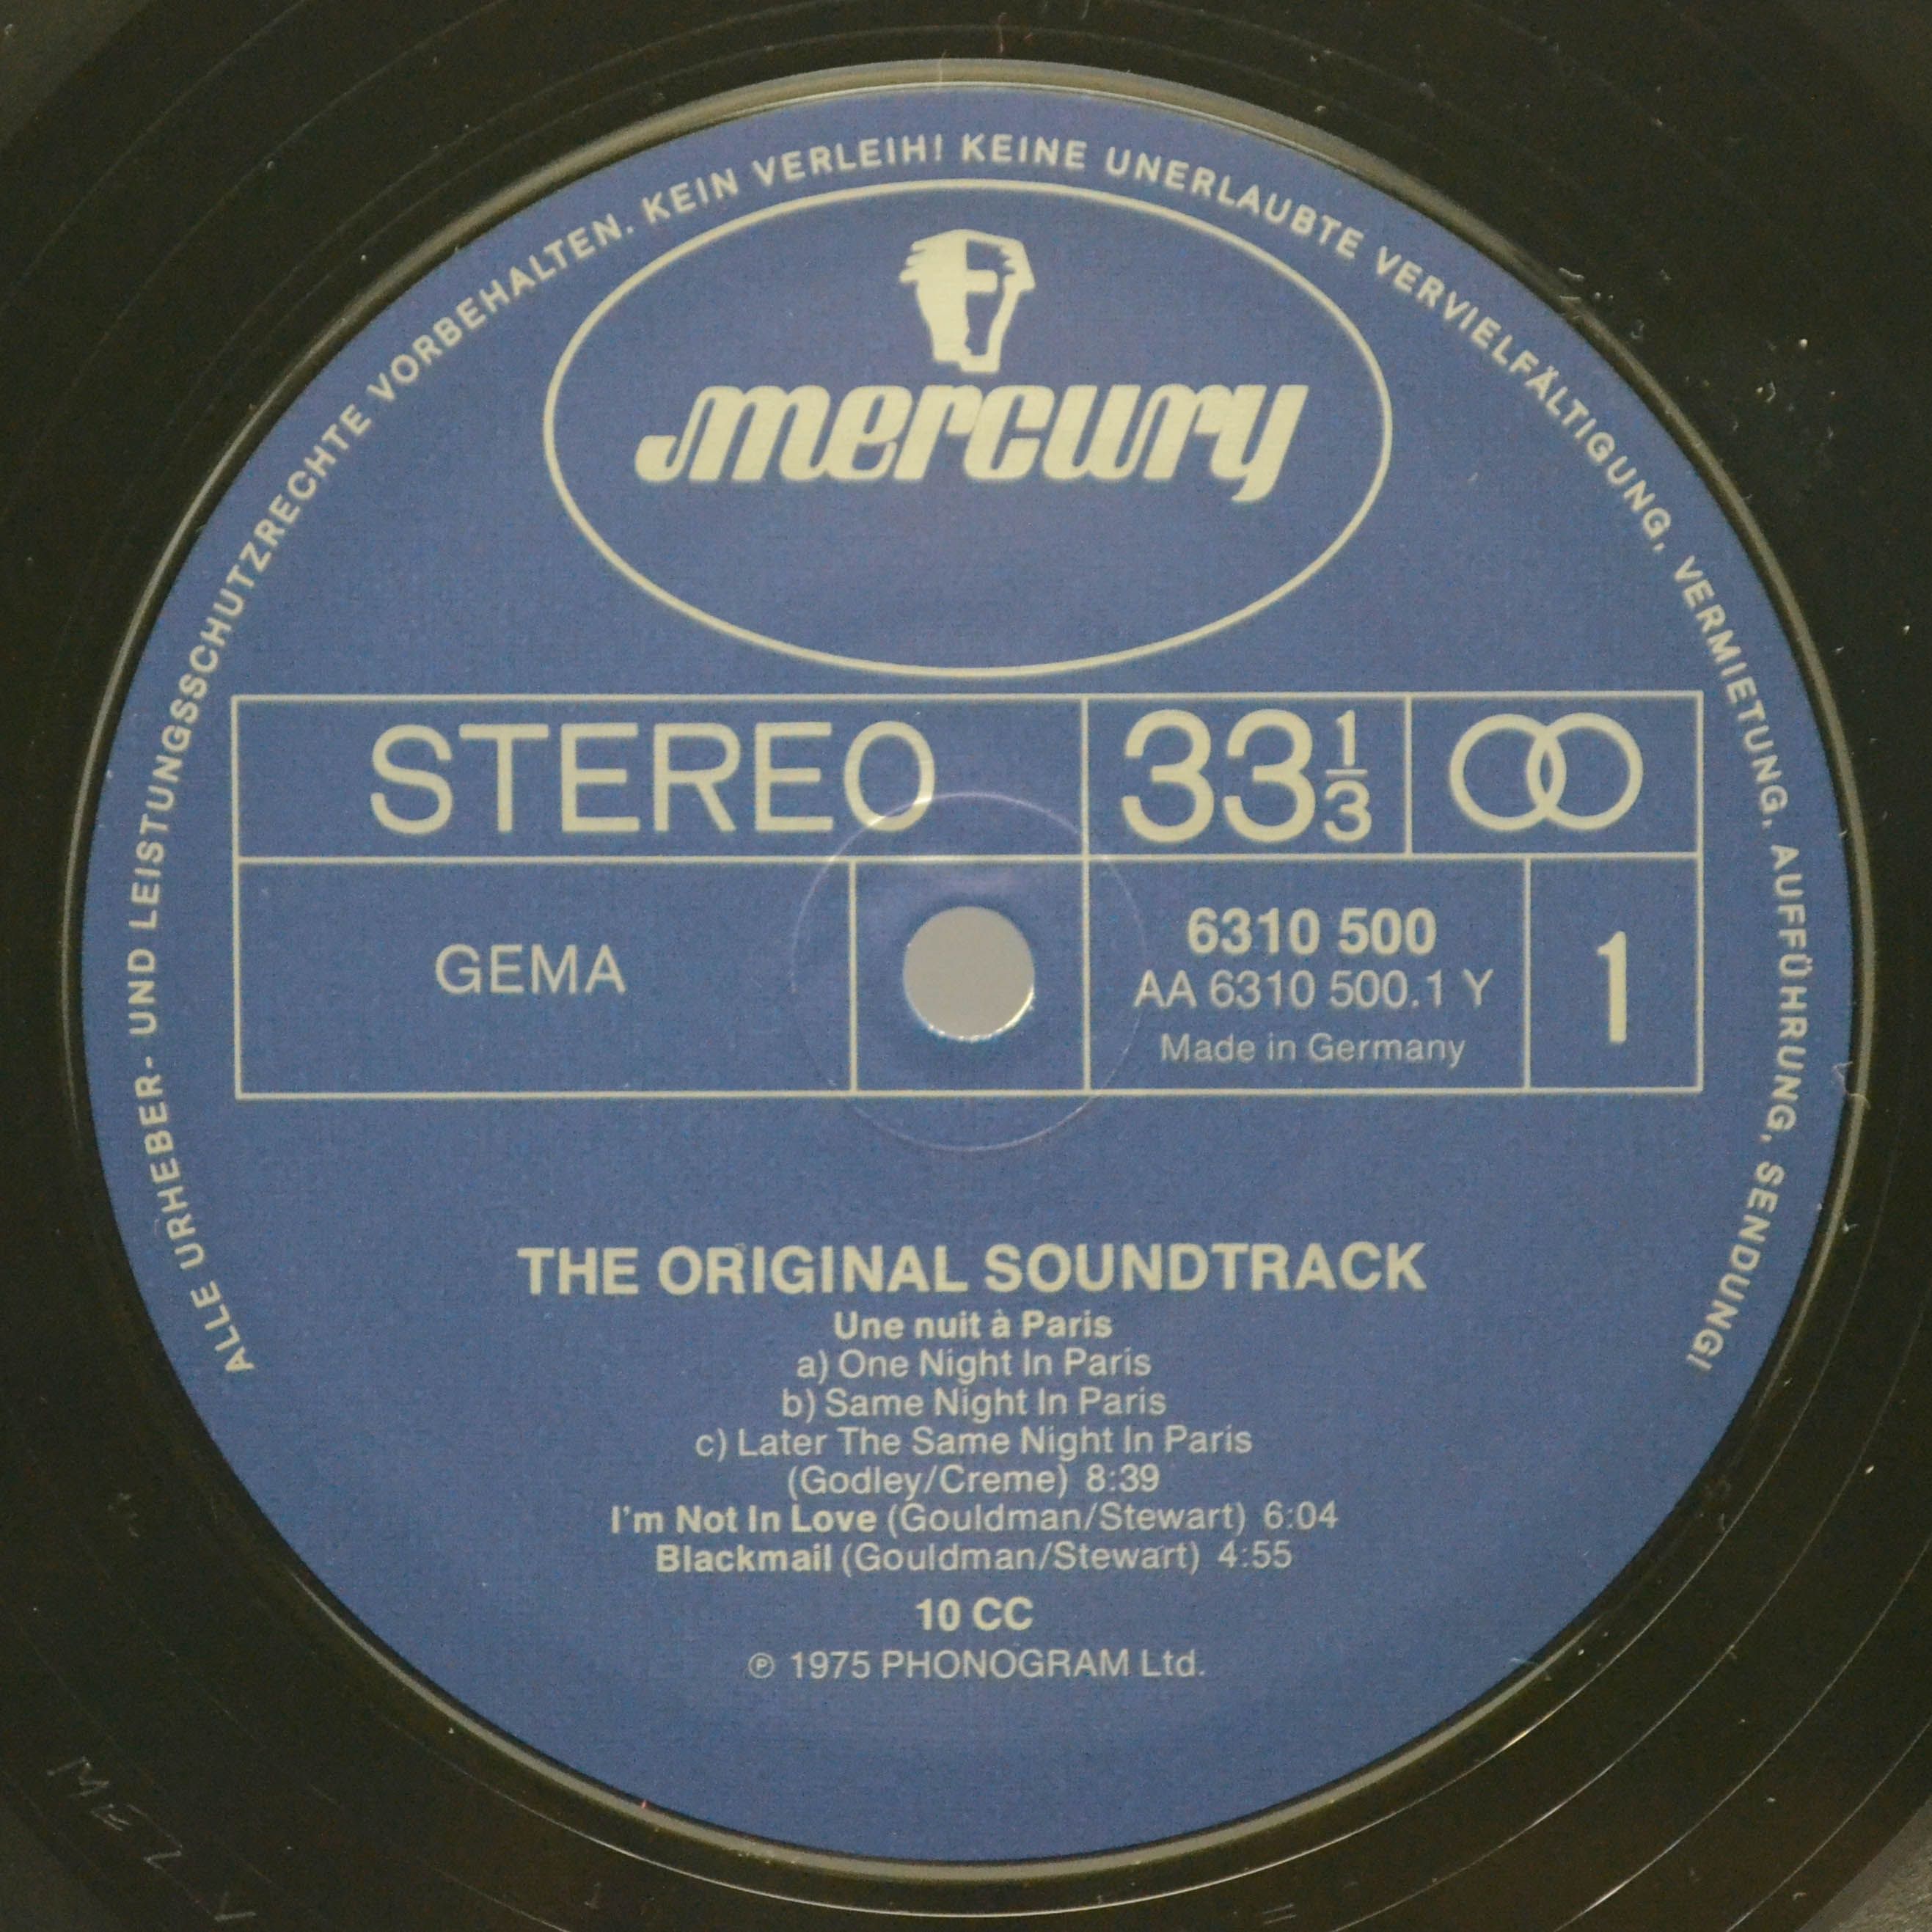 ALLE URHEBER- UND LEISTUNGSSCHUTZRECHTE VORBEHALTEN. KEIN VERLEIH! KEINE UNERLAUBTE VERVIELFÄLTIGUNG, VERMIETUNG, AUFFÜHRUNG, SENDUNG!
mercury
STEREO 33 1/3
GEMA
6310 500
AA 6310 500.1 Y
Made in Germany
1
THE ORIGINAL SOUNDTRACK
Une nuit à Paris
a) One Night In Paris
b) Same Night In Paris
c) Later The Same Night In Paris
(Godley/Creme) 8:39
I'm Not In Love (Gouldman/Stewart) 6:04
Blackmail (Gouldman/Stewart) 4:55
10 CC
℗ 1975 PHONOGRAM Ltd.